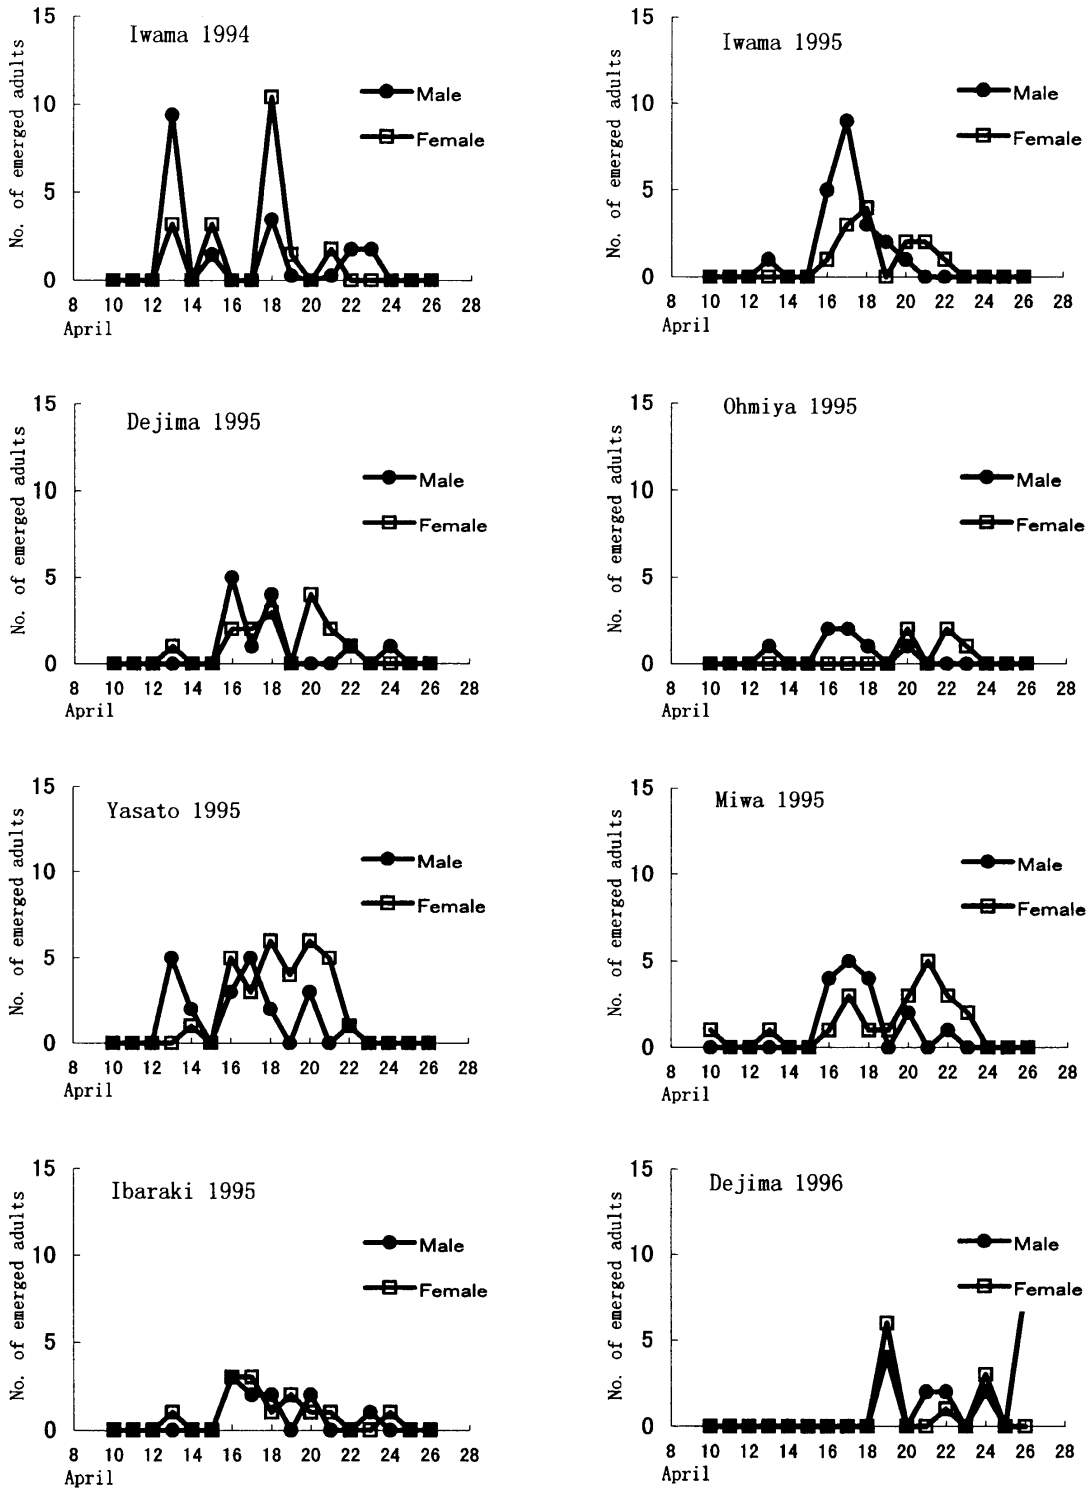 Iwama 1994
No. of emerged adults
15
10
5
0
Male
Female
8 10 12 14 16 18 20 22 24 26 28
April
Iwama 1995
No. of emerged adults
15
10
5
0
Male
Female
8 10 12 14 16 18 20 22 24 26 28
April
Dejima 1995
No. of emerged adults
15
10
5
0
Male
Female
8 10 12 14 16 18 20 22 24 26 28
April
Ohmiya 1995
No. of emerged adults
15
10
5
0
Male
Female
8 10 12 14 16 18 20 22 24 26 28
April
Yasato 1995
No. of emerged adults
15
10
5
0
Male
Female
8 10 12 14 16 18 20 22 24 26 28
April
Miwa 1995
No. of emerged adults
15
10
5
0
Male
Female
8 10 12 14 16 18 20 22 24 26 28
April
Ibaraki 1995
No. of emerged adults
15
10
5
0
Male
Female
8 10 12 14 16 18 20 22 24 26 28
April
Dejima 1996
No. of emerged adults
15
10
5
0
Male
Female
8 10 12 14 16 18 20 22 24 26 28
April